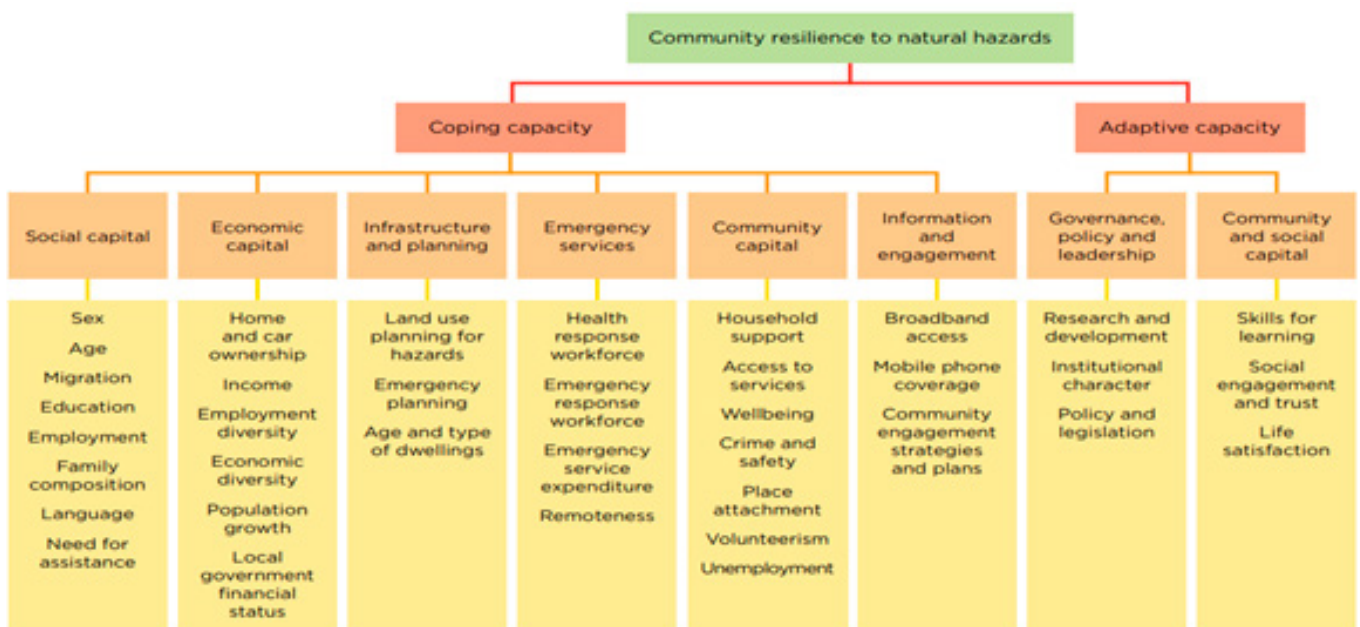 Community resilience to natural hazards
Coping capacity
Adaptive capacity
Social capital
Economic
capital
Infrastructure
and planning
Emergency
services
Community
capital
Information
and
engagement
Governance,
policy and
leadership
Community
and social
capital
Sex
Age
Migration
Education
Employment
Family
composition
Language
Need for
assistance
Home
and car
ownership
Income
Employment
diversity
Economic
diversity
Population
growth
Local
government
financial
status
Land use
planning for
hazards
Emergency
planning
Age and type
of dwellings
Health
response
workforce
Emergency
response
workforce
Emergency
service
expenditure
Remoteness
Household
support
Access to
services
Wellbeing
Crime and
safety
Place
attachment
Volunteerism
Unemployment
Broadband
access
Mobile phone
coverage
Community
engagement
strategies
and plans
Research and
development
Institutional
character
Policy and
legislation
Skills for
learning
Social
engagement
and trust
Life
satisfaction